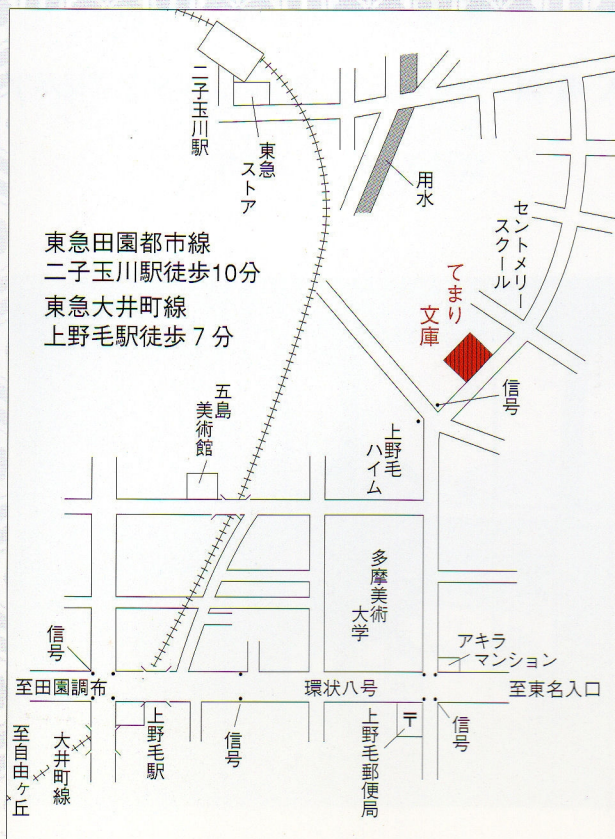 二子玉川駅
東急
ストア
用水
東急田園都市線
二子玉川駅徒歩10分
東急大井町線
上野毛駅徒歩7分
セントメリー
スクール
てまり
文庫
信号
五島
美術館
上野毛
ハイム
多摩美術
大学
信号
アキラ
マンション
至田園調布
環状八号
至東名入口
上野毛駅
信号
〒
上野毛郵便局
信号
大井町線
至自由ヶ丘